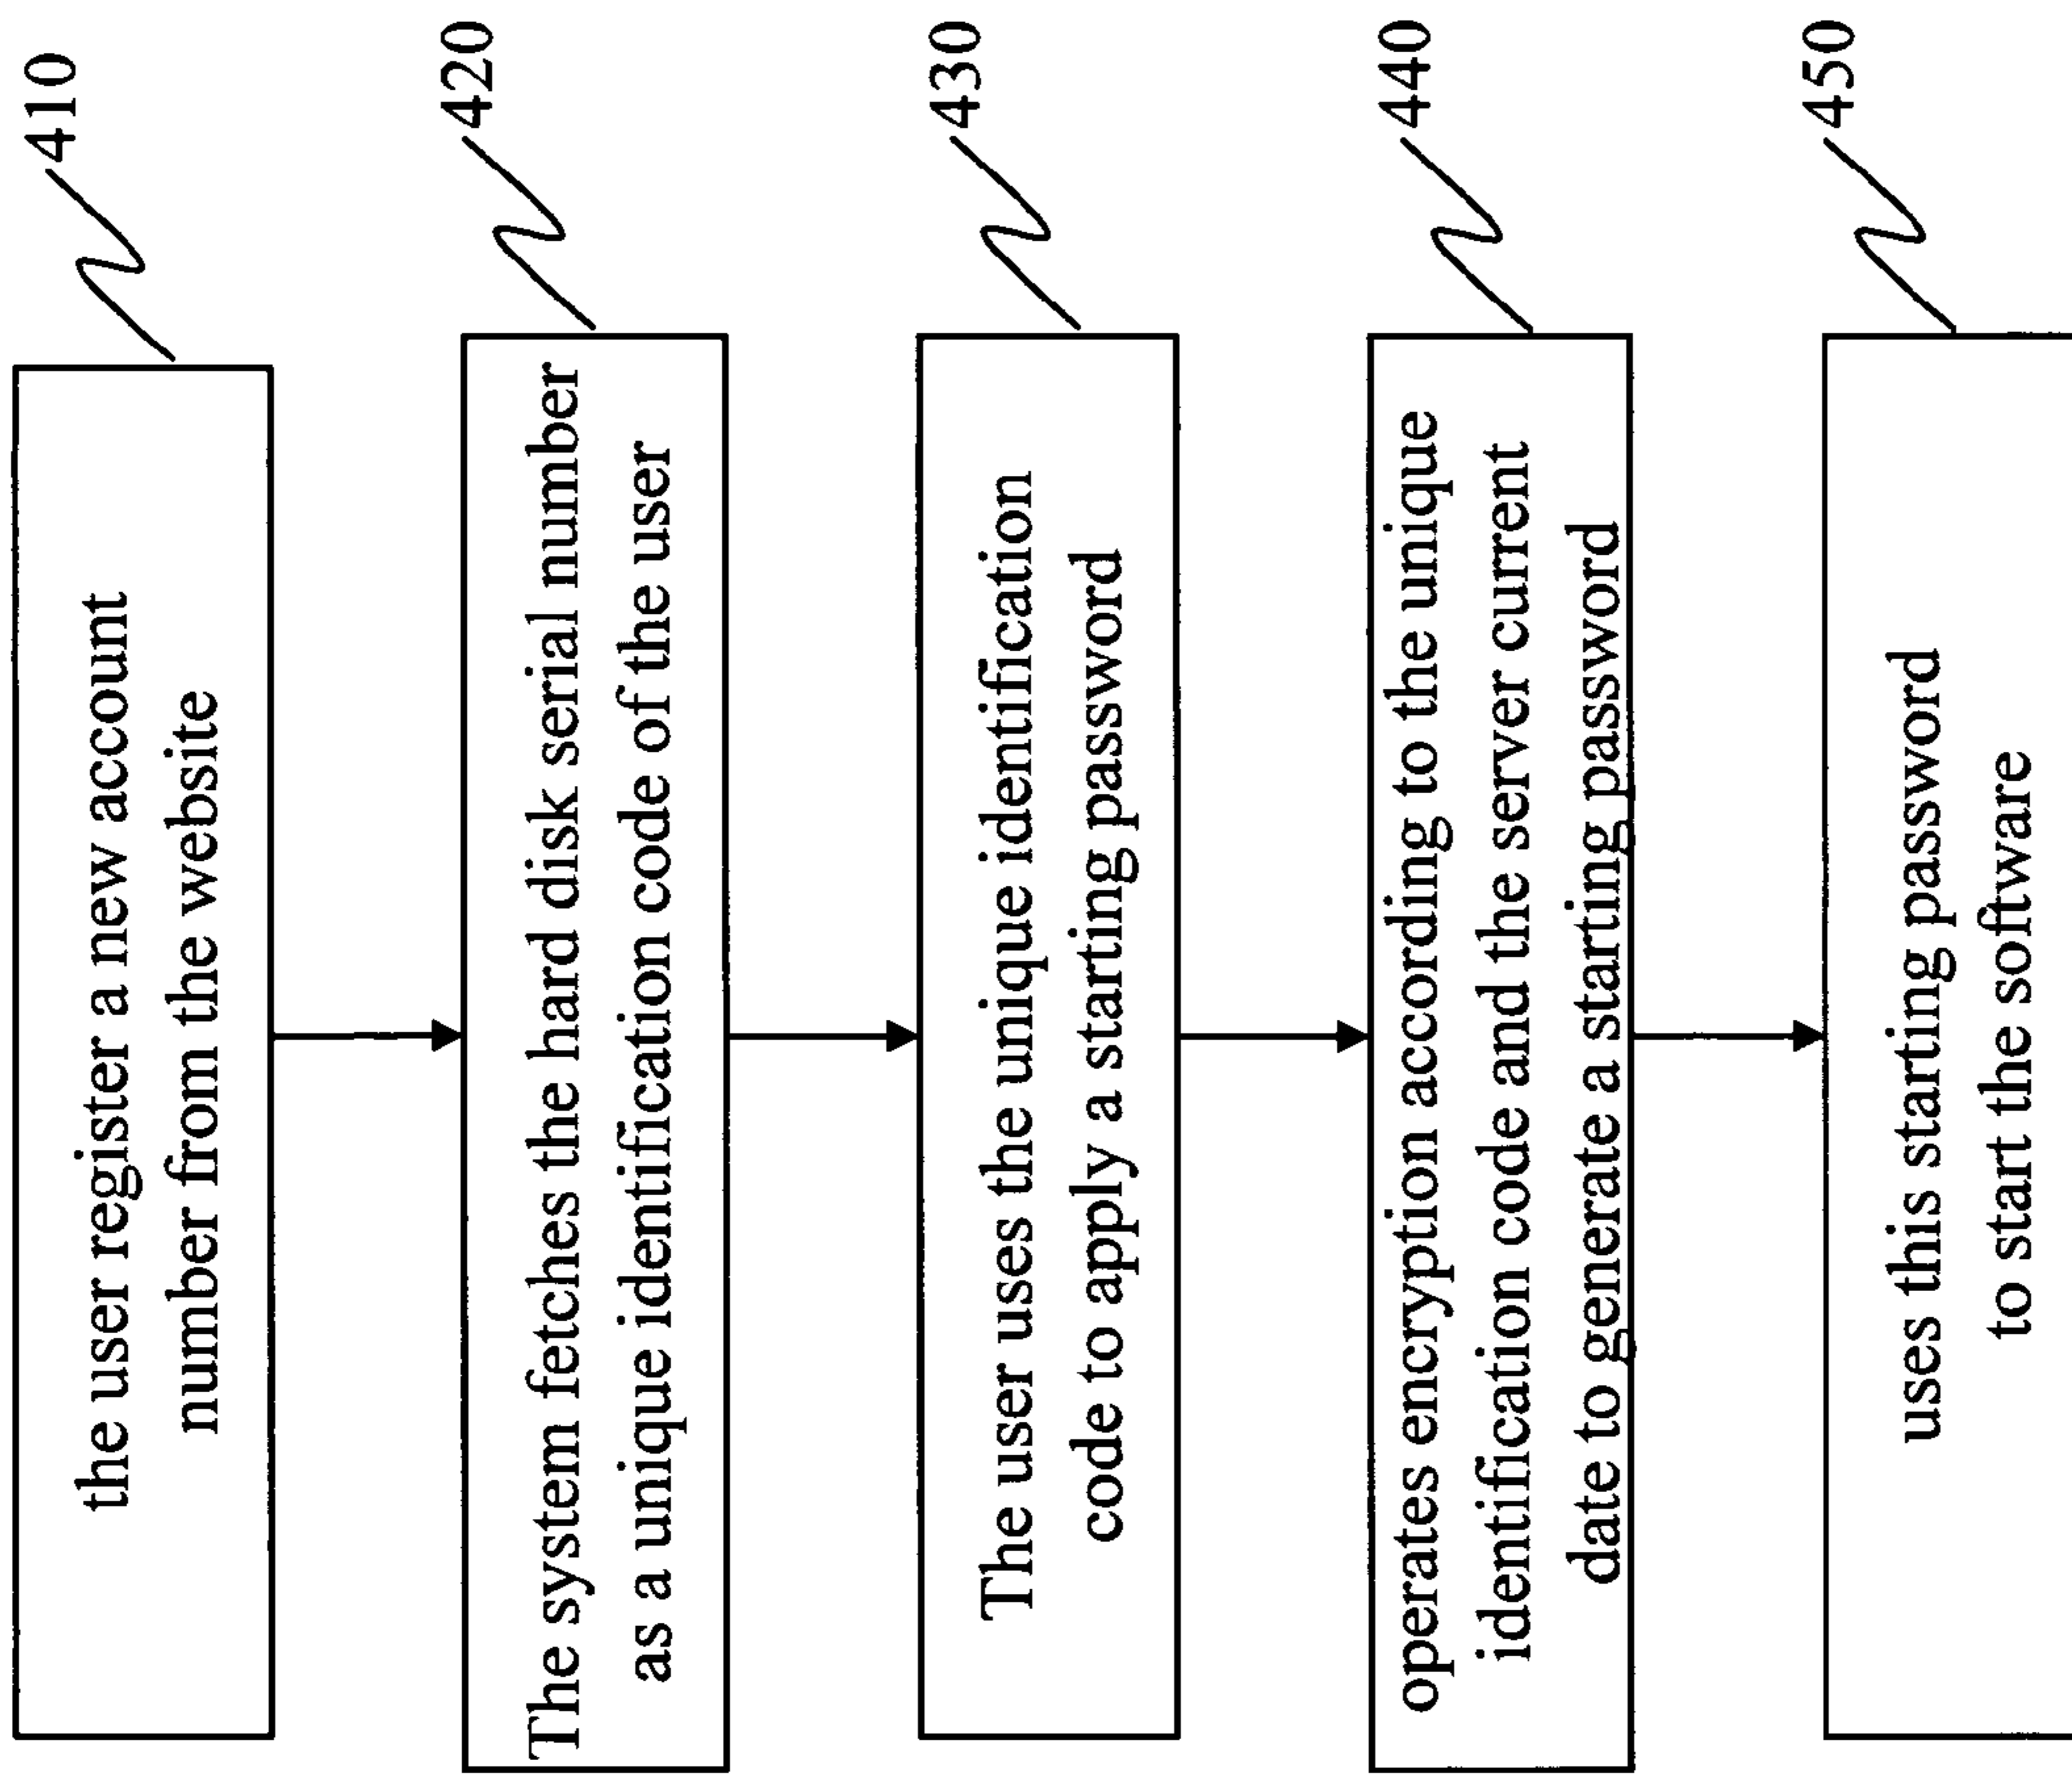 410
the user register a new account
number from the website
420
The system fetches the hard disk serial number
as a unique identification code of the user
430
The user uses the unique identification
code to apply a starting password
440
operates encryption according to the unique
identification code and the server current
date to generate a starting password
450
uses this starting password
to start the software